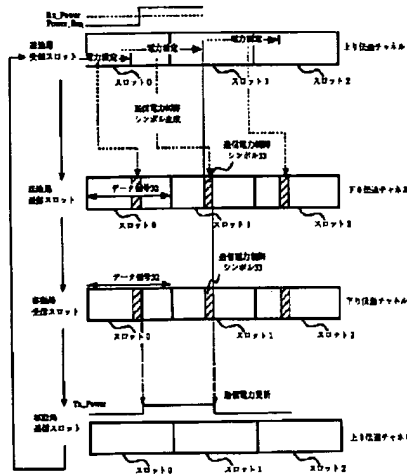 Rx_Power
Power_Res
基地局
受信スロット
電力測定
電力測定
電力測定
上り伝送チャネル
スロット0
スロット1
スロット2
送信電力制御
シンボル生成
送信電力制御
シンボル33
基地局
送信スロット
データ信号32
下り伝送チャネル
スロット0
スロット1
スロット2
データ信号32
送信電力制御
シンボル33
移動局
受信スロット
下り伝送チャネル
スロット0
スロット1
スロット2
Tx_Power
送信電力更新
移動局
送信スロット
上り伝送チャネル
スロット0
スロット1
スロット2